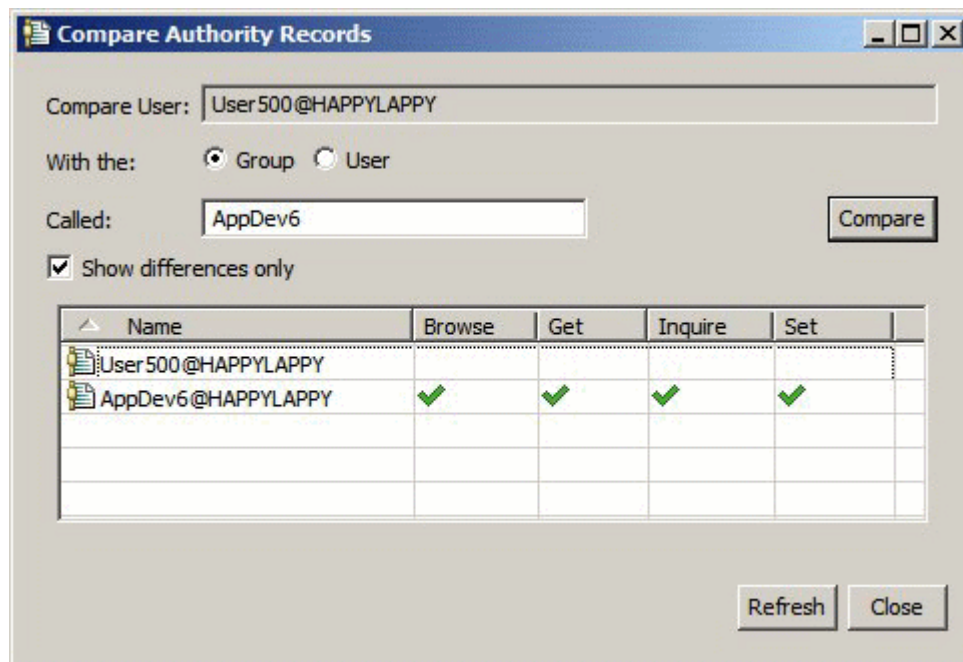 Compare Authority Records
Compare User: User500@HAPPYLAPPY
With the: Group User
Called: AppDev6 Compare
Show differences only
Name Browse Get Inquire Set
User500@HAPPYLAPPY
AppDev6@HAPPYLAPPY
Refresh Close